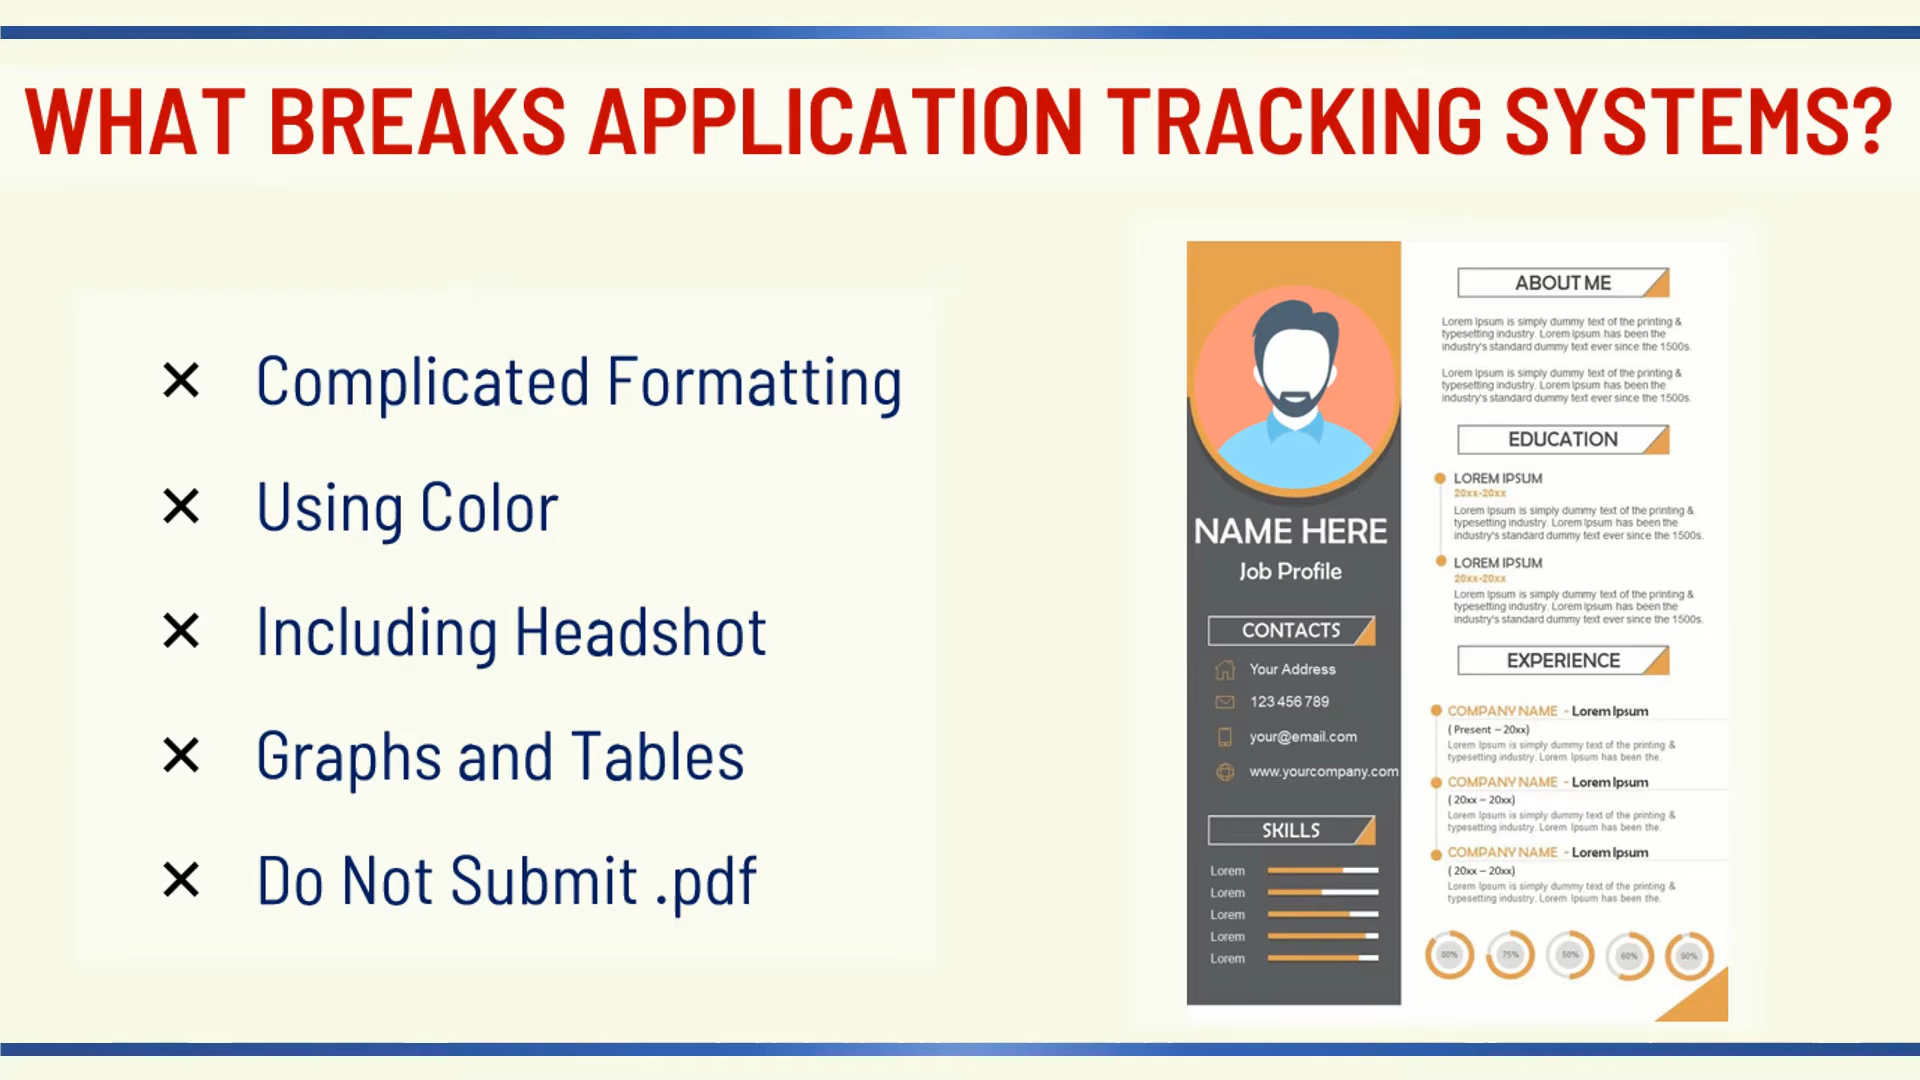 WHAT BREAKS APPLICATION TRACKING SYSTEMS?
✕ Complicated Formatting
✕ Using Color
✕ Including Headshot
✕ Graphs and Tables
✕ Do Not Submit .pdf
NAME HERE
Job Profile
CONTACTS
Your Address
123 456 789
your@email.com
www.yourcompany.com
SKILLS
Lorem
Lorem
Lorem
Lorem
Lorem
ABOUT ME
Lorem Ipsum is simply dummy text of the printing &
typesetting industry. Lorem Ipsum has been the
industry's standard dummy text ever since the 1500s.
Lorem Ipsum is simply dummy text of the printing &
typesetting industry. Lorem Ipsum has been the
industry's standard dummy text ever since the 1500s.
EDUCATION
LOREM IPSUM
20xx-20xx
Lorem Ipsum is simply dummy text of the printing &
typesetting industry. Lorem Ipsum has been the
industry's standard dummy text ever since the 1500s.
LOREM IPSUM
20xx-20xx
Lorem Ipsum is simply dummy text of the printing &
typesetting industry. Lorem Ipsum has been the
industry's standard dummy text ever since the 1500s.
EXPERIENCE
COMPANY NAME - Lorem Ipsum
( Present – 20xx)
Lorem Ipsum is simply dummy text of the printing &
typesetting industry. Lorem Ipsum has been the.
COMPANY NAME - Lorem Ipsum
( 20xx – 20xx)
Lorem Ipsum is simply dummy text of the printing &
typesetting industry. Lorem Ipsum has been the.
COMPANY NAME - Lorem Ipsum
( 20xx – 20xx)
Lorem Ipsum is simply dummy text of the printing &
typesetting industry. Lorem Ipsum has been the.
75% 50% 60% 90%